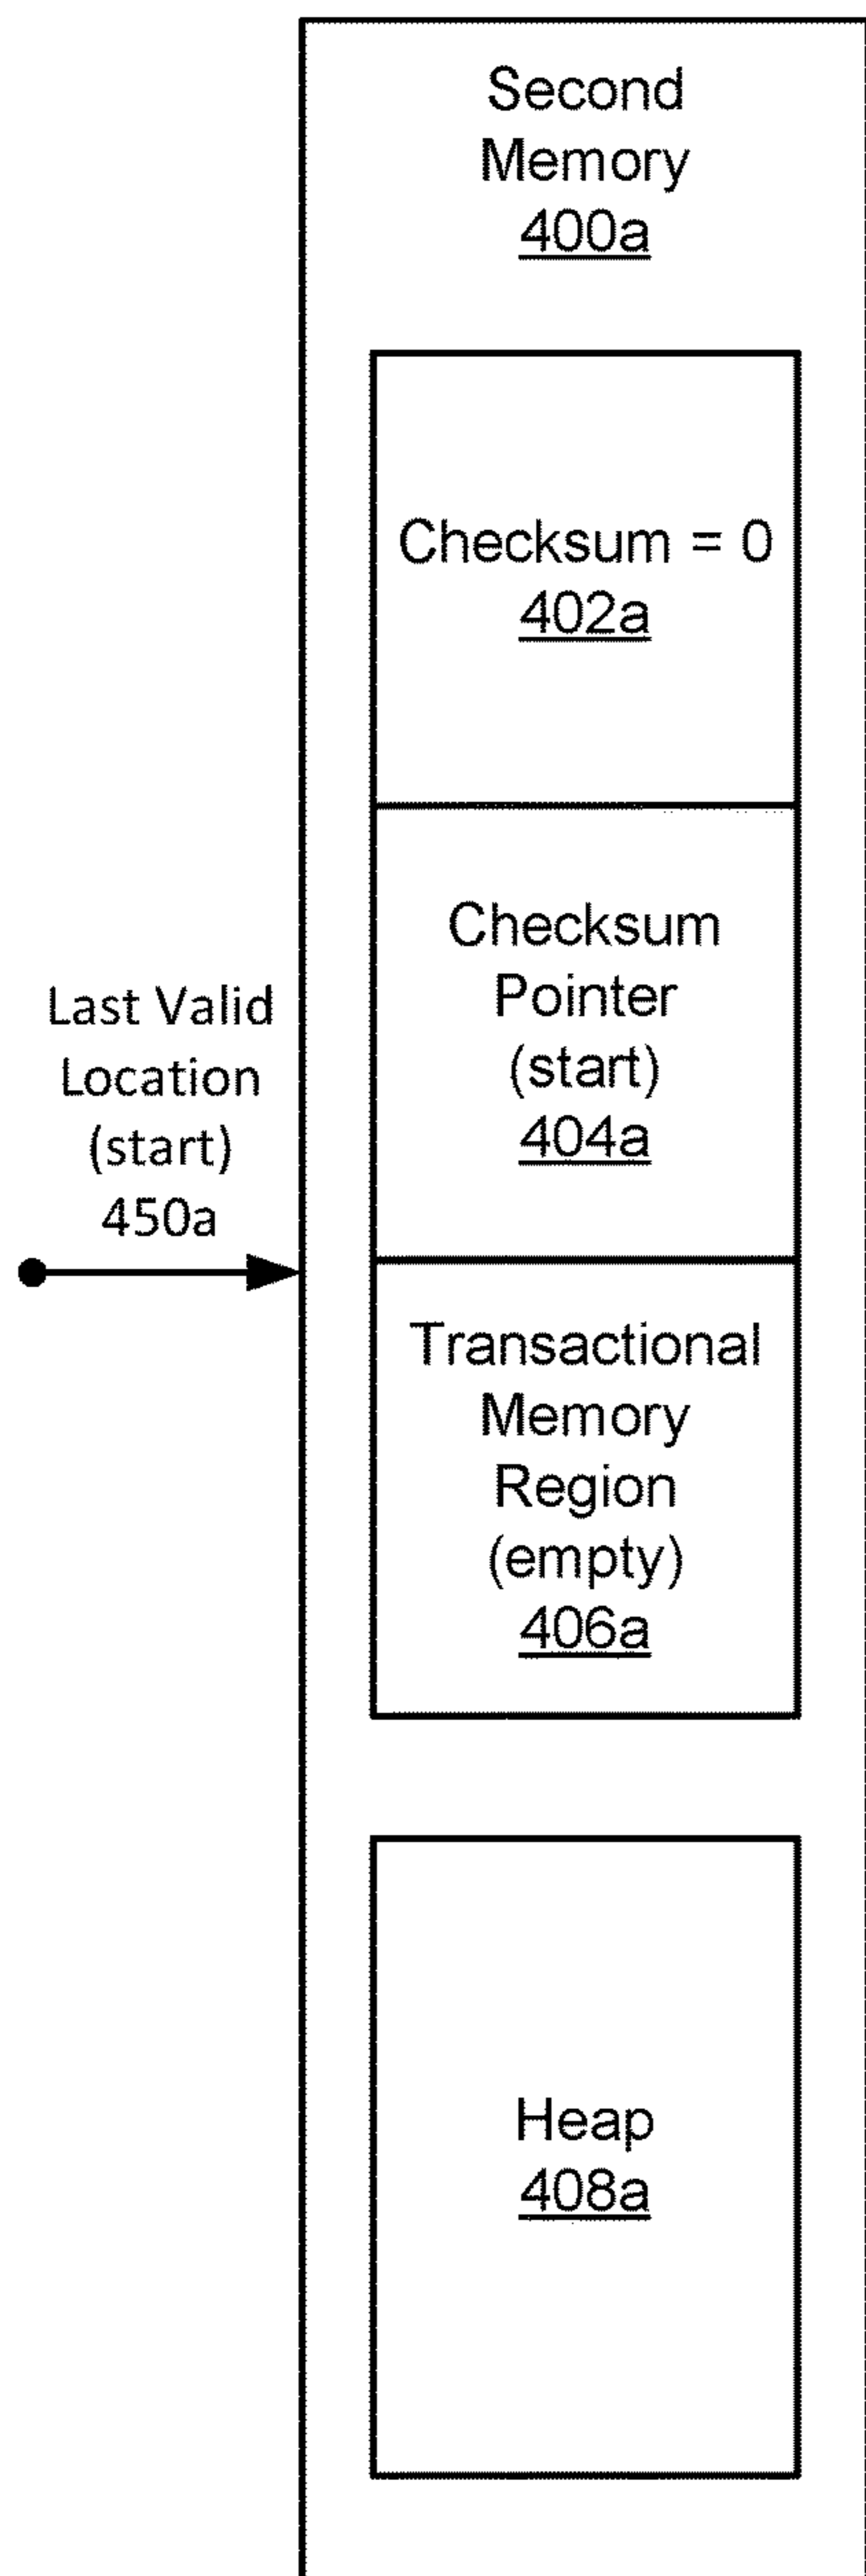 Second
Memory
400a
Checksum = 0
402a
Checksum
Pointer
(start)
404a
Last Valid
Location
(start)
450a
Transactional
Memory
Region
(empty)
406a
Heap
408a